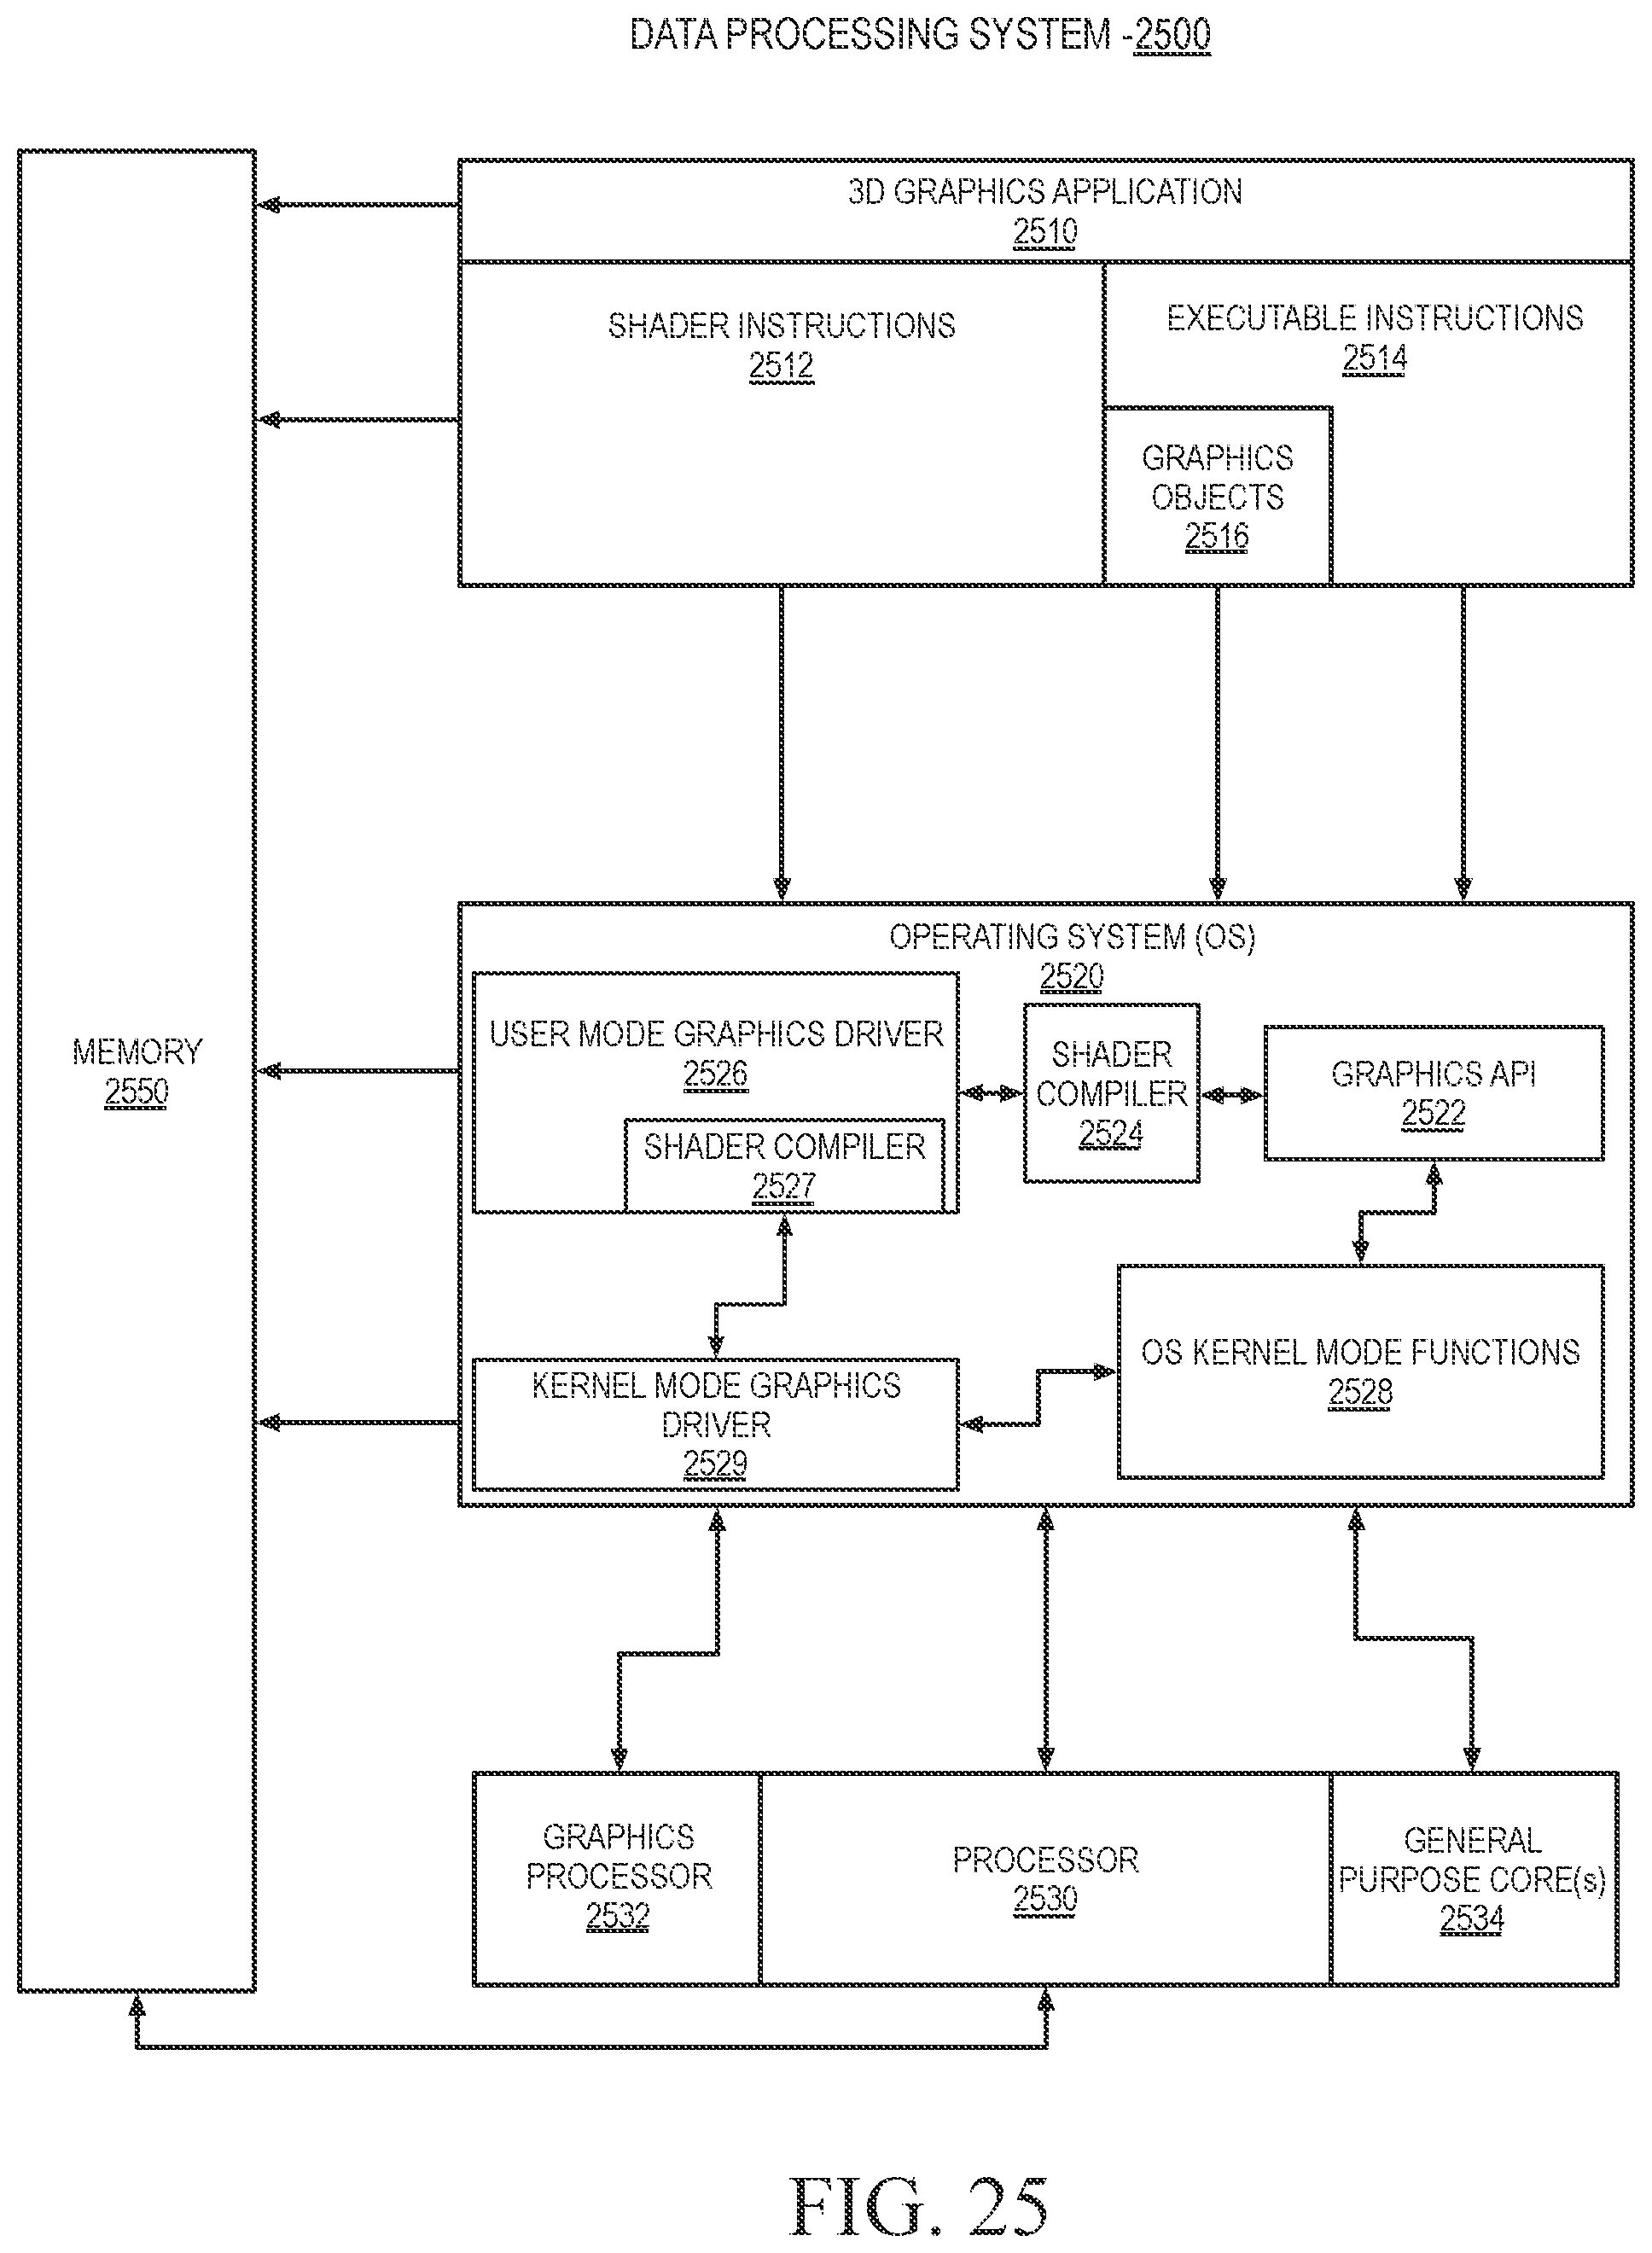 DATA PROCESSING SYSTEM -2500
3D GRAPHICS APPLICATION
2510
SHADER INSTRUCTIONS
2512
EXECUTABLE INSTRUCTIONS
2514
GRAPHICS
OBJECTS
2516
MEMORY
2550
OPERATING SYSTEM (OS)
2520
USER MODE GRAPHICS DRIVER
2526
SHADER COMPILER
2527
SHADER
COMPILER
2524
GRAPHICS API
2522
KERNEL MODE GRAPHICS
DRIVER
2529
OS KERNEL MODE FUNCTIONS
2528
GRAPHICS
PROCESSOR
2532
PROCESSOR
2530
GENERAL
PURPOSE CORE(s)
2534
FIG. 25